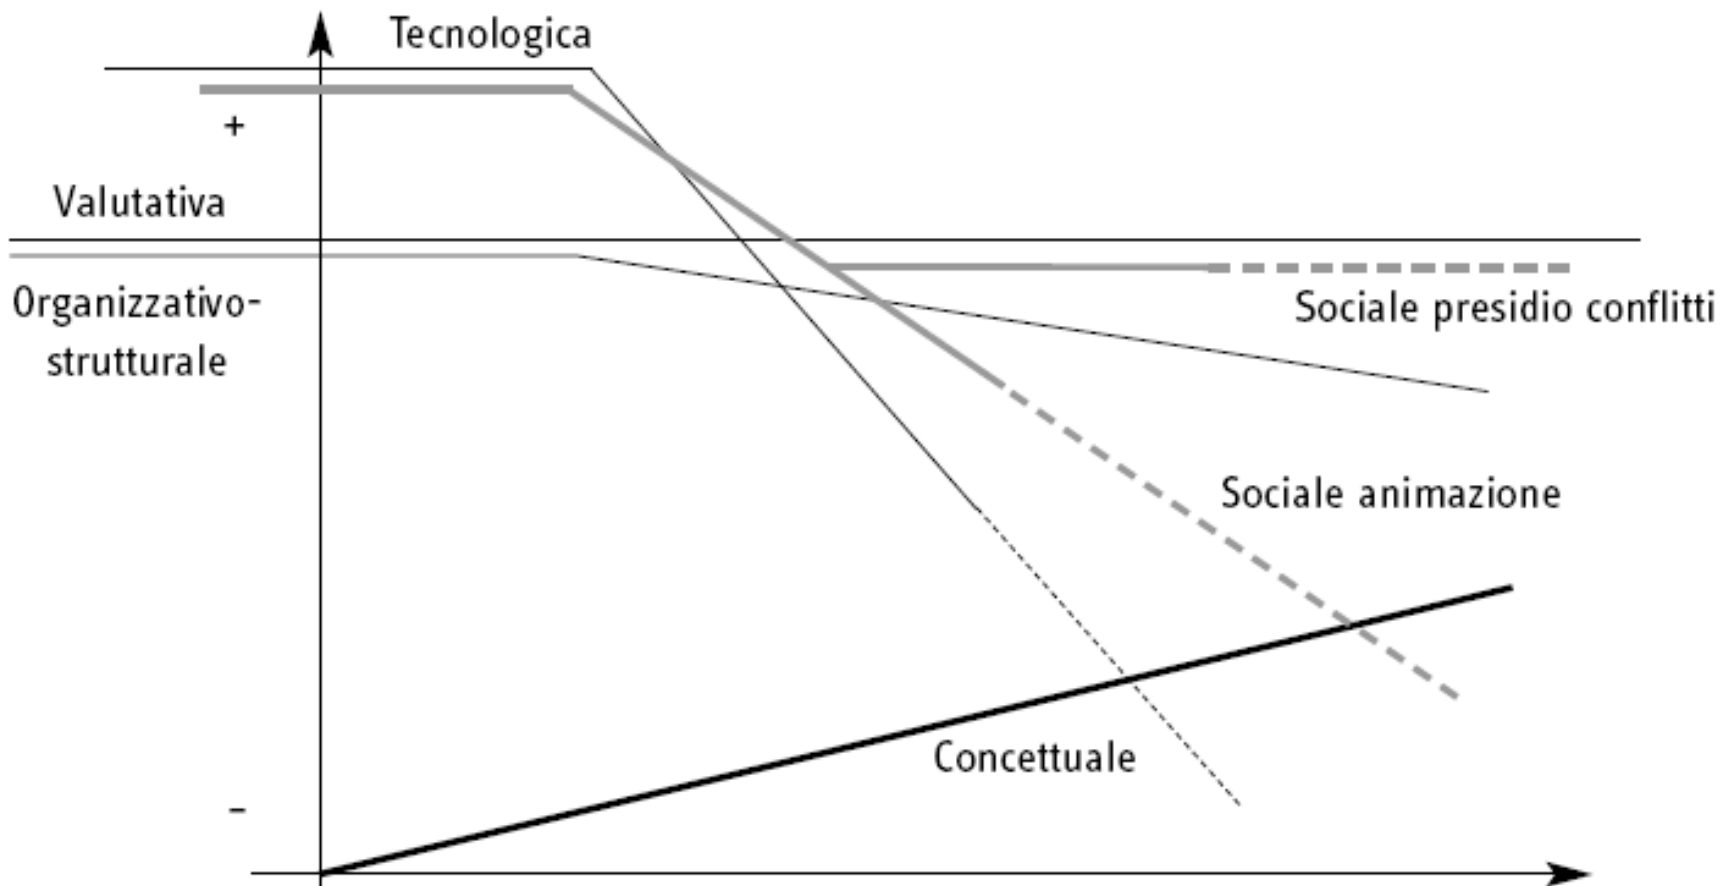 Tecnologica
+
Valutativa
Organizzativo-
strutturale
Sociale presidio conflitti
Sociale animazione
Concettuale
-